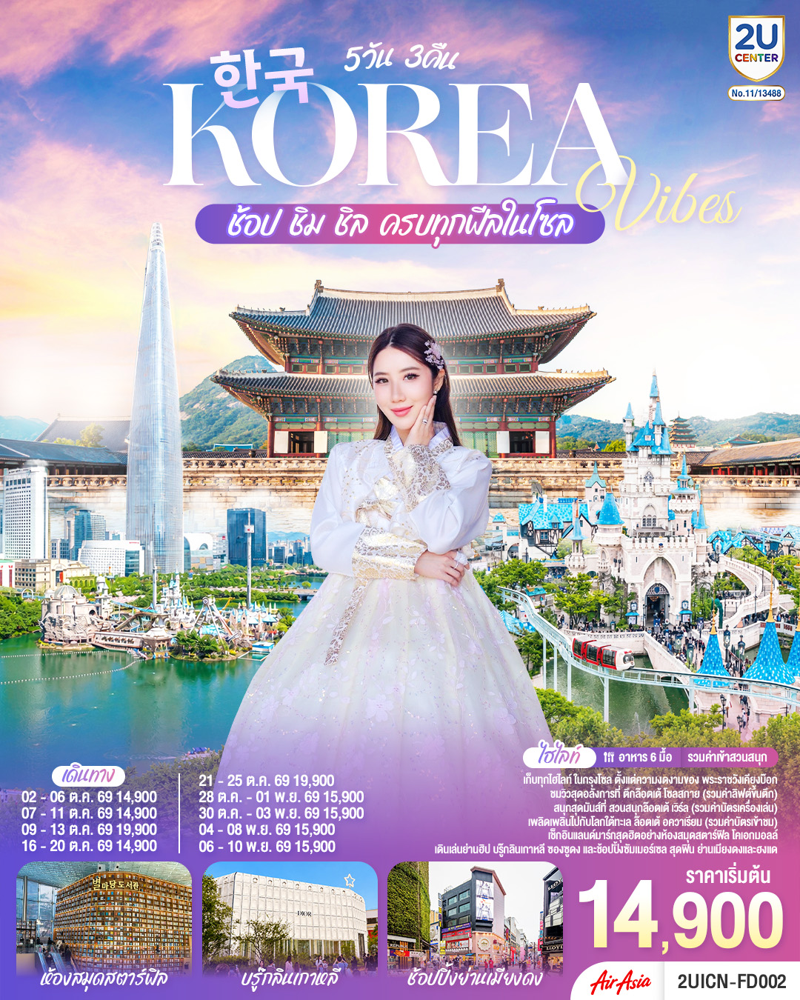 2U
CENTER
No.11/13488
한국
5วัน 3คืน
KOREA
Vibes
ช้อป ชิม ชิล ครบทุกฟีลในโซล
เดินทาง
02 - 06 ต.ค. 69 14,900
07 - 11 ต.ค. 69 14,900
09 - 13 ต.ค. 69 19,900
16 - 20 ต.ค. 69 14,900
21 - 25 ต.ค. 69 19,900
28 ต.ค. - 01 พ.ย. 69 15,900
30 ต.ค. - 03 พ.ย. 69 15,900
04 - 08 พ.ย. 69 15,900
06 - 10 พ.ย. 69 15,900
ไฮไลท์ อาหาร 6 มื้อ รวมค่าเข้าสวนสนุก
เก็บทุกไฮไลท์ ในกรุงโซล ตั้งแต่ความงดงามของ พระราชวังเคียงบ๊อก
ชมวิวสุดอลังการที่ ตึกล๊อตเต้ โซลสกาย (รวมค่าลิฟต์ขึ้นตึก)
สนุกสุดมันส์ที่ สวนสนุกล๊อตเต้ เวิร์ล (รวมค่าบัตรเครื่องเล่น)
เพลิดเพลินไปกับโลกใต้ทะเล ล๊อตเต้ อควาเรียม (รวมค่าบัตรเข้าชม)
เช็กอินแลนด์มาร์กสุดฮิตอย่างห้องสมุดสตาร์ฟิล โคเอกมอลล์
เดินเล่นย่านฮิป บรู๊กลินเกาหลี ซองซูดง และช้อปปิ้งซัมเมอร์เซล สุดฟิน ย่านเมียงดงและฮงแด
별마당 도서관
ห้องสมุดสตาร์ฟิล
DIOR
บรู๊กลินเกาหลี
ช้อปปิ้งย่านเมียงดง
ราคาเริ่มต้น
14,900
AirAsia
2UICN-FD002